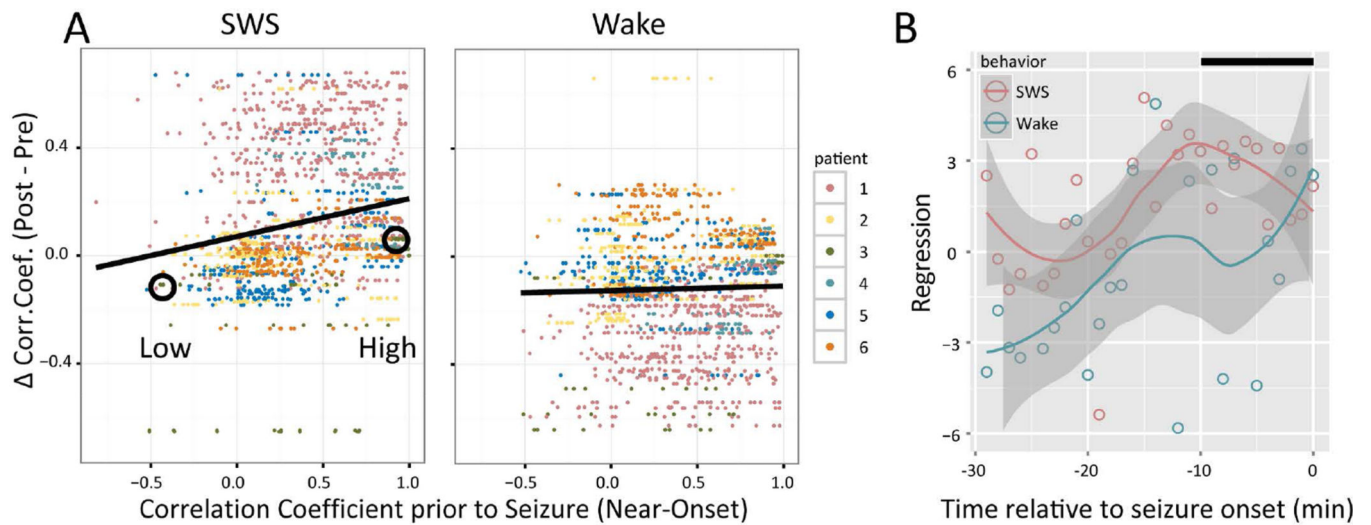 A
SWS
Wake
B
Δ Corr.Coef. (Post - Pre)
0.4
0.0
−0.4
Low
High
-0.5
0.0
0.5
1.0
-0.5
0.0
0.5
1.0
Correlation Coefficient prior to Seizure (Near-Onset)
patient
1
2
3
4
5
6
behavior
SWS
Wake
Regression
6
3
0
-3
-6
-30
-20
-10
0
Time relative to seizure onset (min)